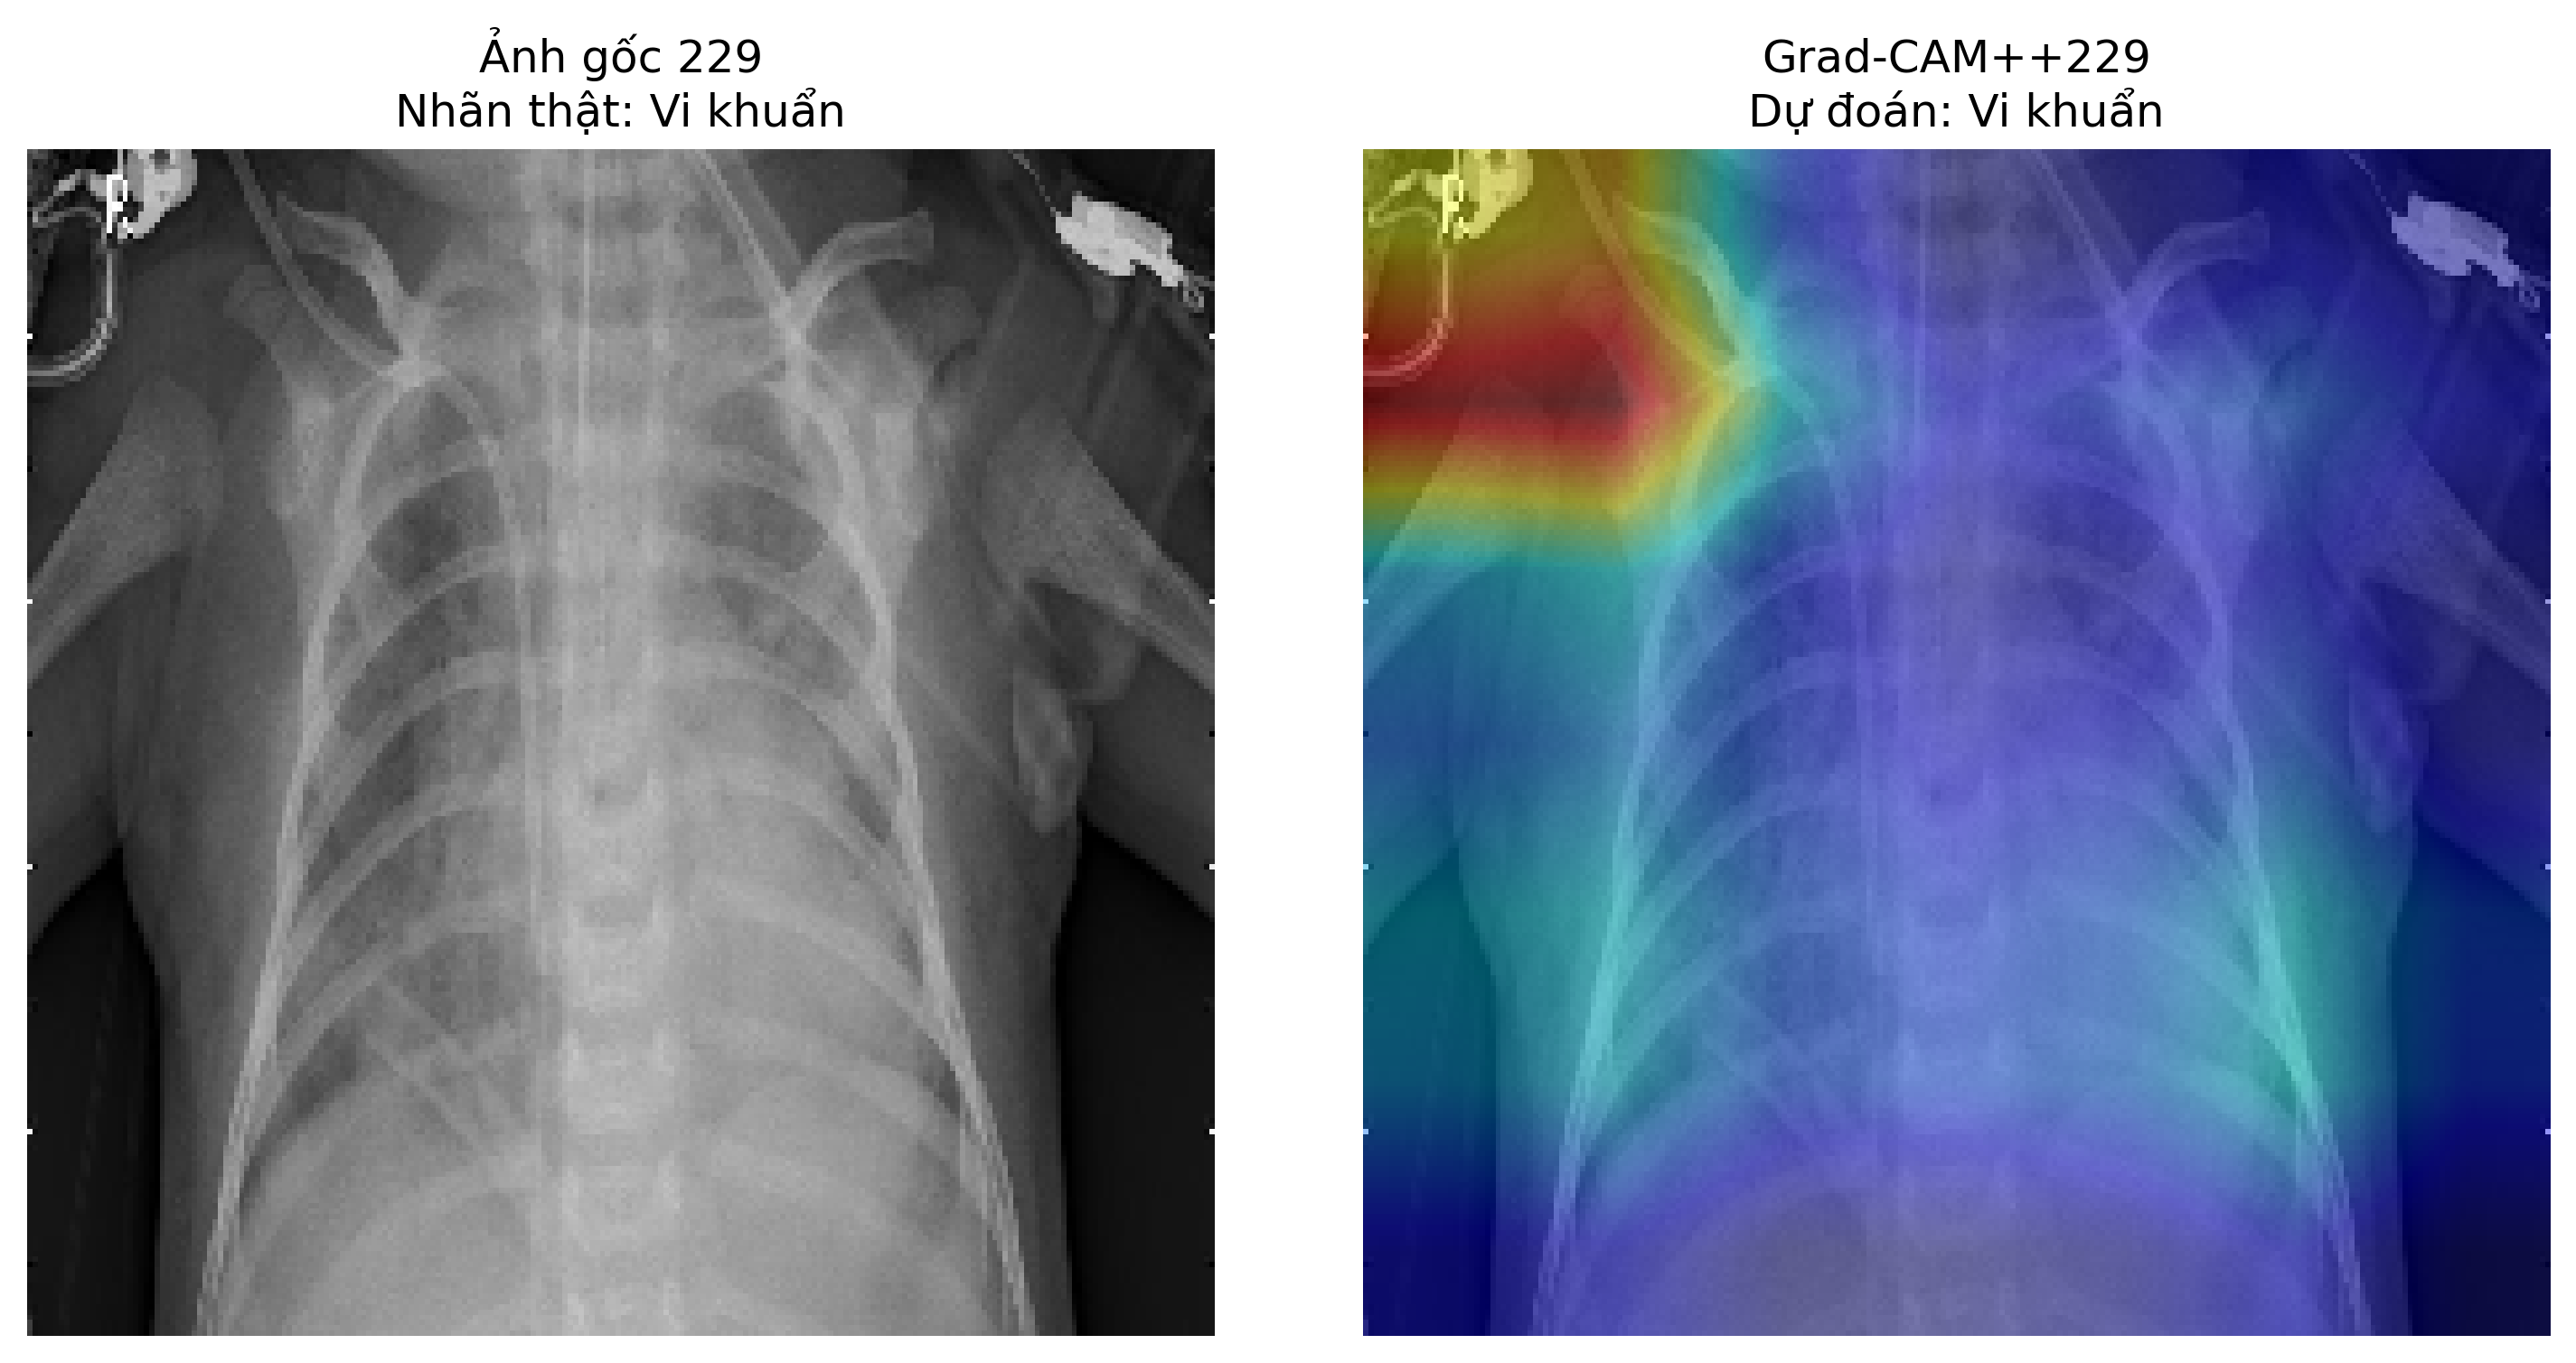 Ảnh gốc 229
Nhãn thật: Vi khuẩn
Grad-CAM++229
Dự đoán: Vi khuẩn